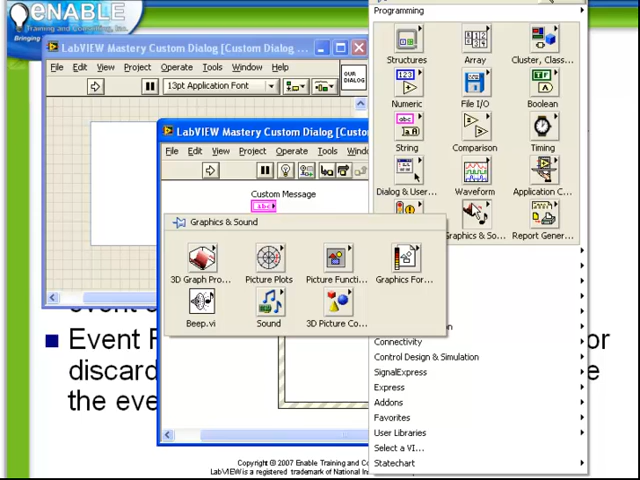 ENABLE
Training and Consulting, Inc.
Bringing
LabVIEW Mastery Custom Dialog [Custom Dialog ...
File Edit View Project Operate Tools Window Help
13pt Application Font
OUR
DIALOG
LabVIEW Mastery Custom Dialog [Custom
File Edit View Project Operate Tools Windo
Custom Message
abc
Programming
Structures
Array
Cluster, Class...
Numeric
File I/O
Boolean
String
Comparison
Timing
Dialog & User...
Waveform
Application C...
Graphics & So...
Report Gener...
Graphics & Sound
3D Graph Pro...
Picture Plots
Picture Functi...
Graphics For...
Beep.vi
Sound
3D Picture Co...
Connectivity
Control Design & Simulation
SignalExpress
Express
Addons
Favorites
User Libraries
Select a VI...
Statechart
event
Event F
or
discard
e
the eve
Copyright © 2007 Enable Training and Co
LabVIEW is a registered trademark of National In